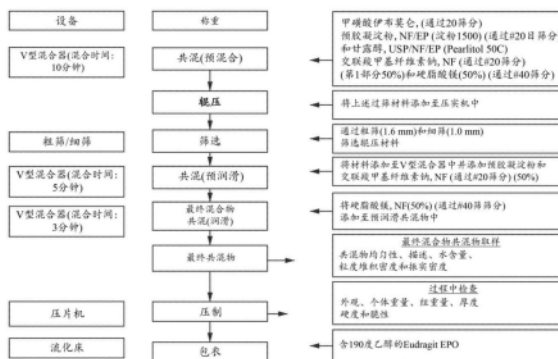 设备
称重
甲磺酸伊布莫仑, (通过20筛分)
预胶凝淀粉, NF/EP (淀粉1500) (通过#20目筛分)
和甘露醇, USP/NF/EP (Pearlitol 50C)
交联羧甲基纤维素钠, NF (通过#20筛分)
(第1部分50%)和硬脂酸镁(50%) (通过#40筛分)
V型混合器(混合时间:
10分钟)
共混(预混合)
辊压
将上述过筛材料添加至压实机中
粗筛/细筛
筛选
通过粗筛(1.6 mm)和细筛(1.0 mm)
筛选辊压材料
V型混合器(混合时间:
5分钟)
共混(预润滑)
将材料添加至V型混合器中并添加预胶凝淀粉和
交联羧甲基纤维素钠, NF (通过#20筛分) (50%)
V型混合器(混合时间:
3分钟)
最终混合物
共混(润滑)
将硬脂酸镁, NF(50%) (通过#40筛筛分)
添加至预润滑共混物中
最终共混物
最终混合物共混物取样
共混物均匀性、描述、水含量、
粒度堆积密度和振实密度
压片机
压制
过程中检查
外观、个体重量、组重量、厚度
硬度和脆性
流化床
包衣
含190度乙醇的Eudragit EPO